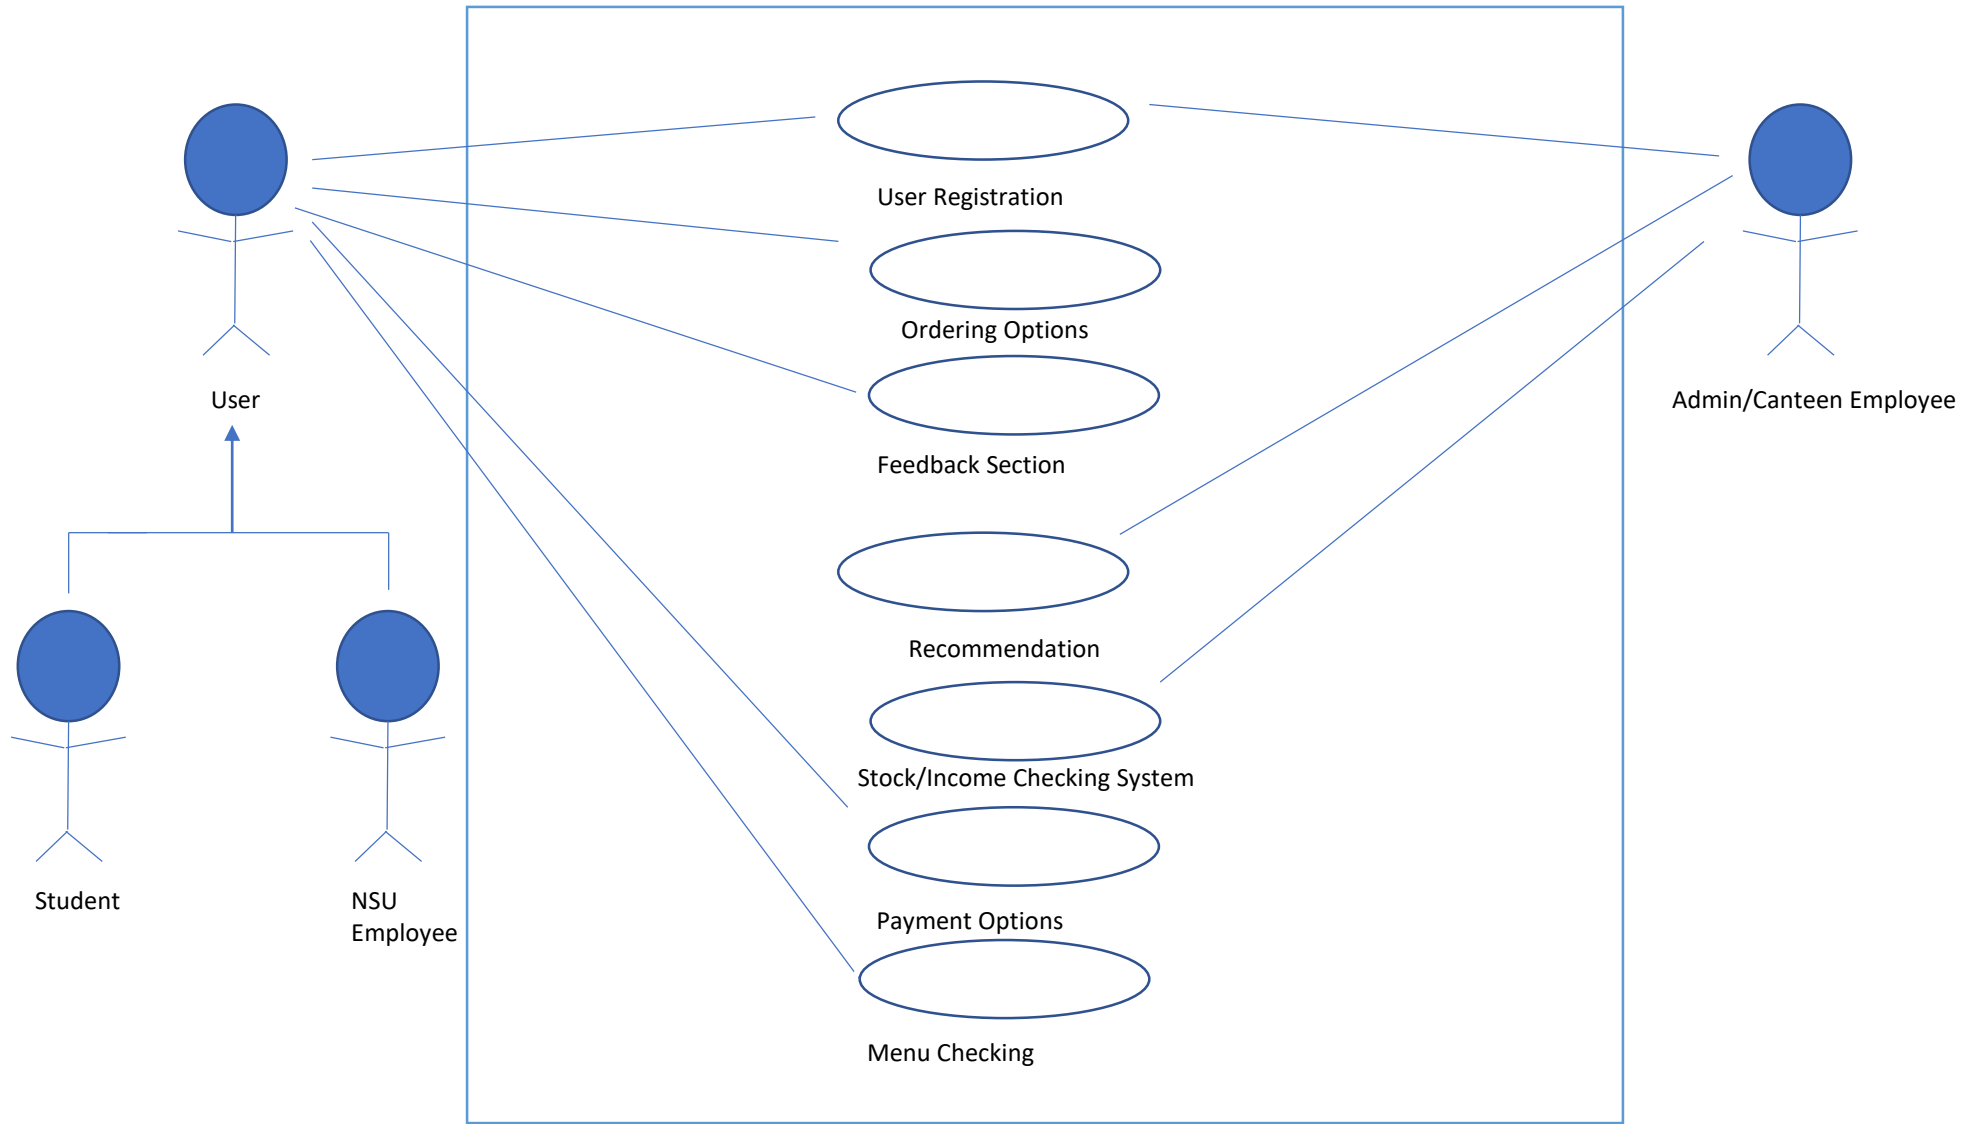 User Registration
Ordering Options
User
Admin/Canteen Employee
Feedback Section
Recommendation
Stock/Income Checking System
Student
NSU
Employee
Payment Options
Menu Checking